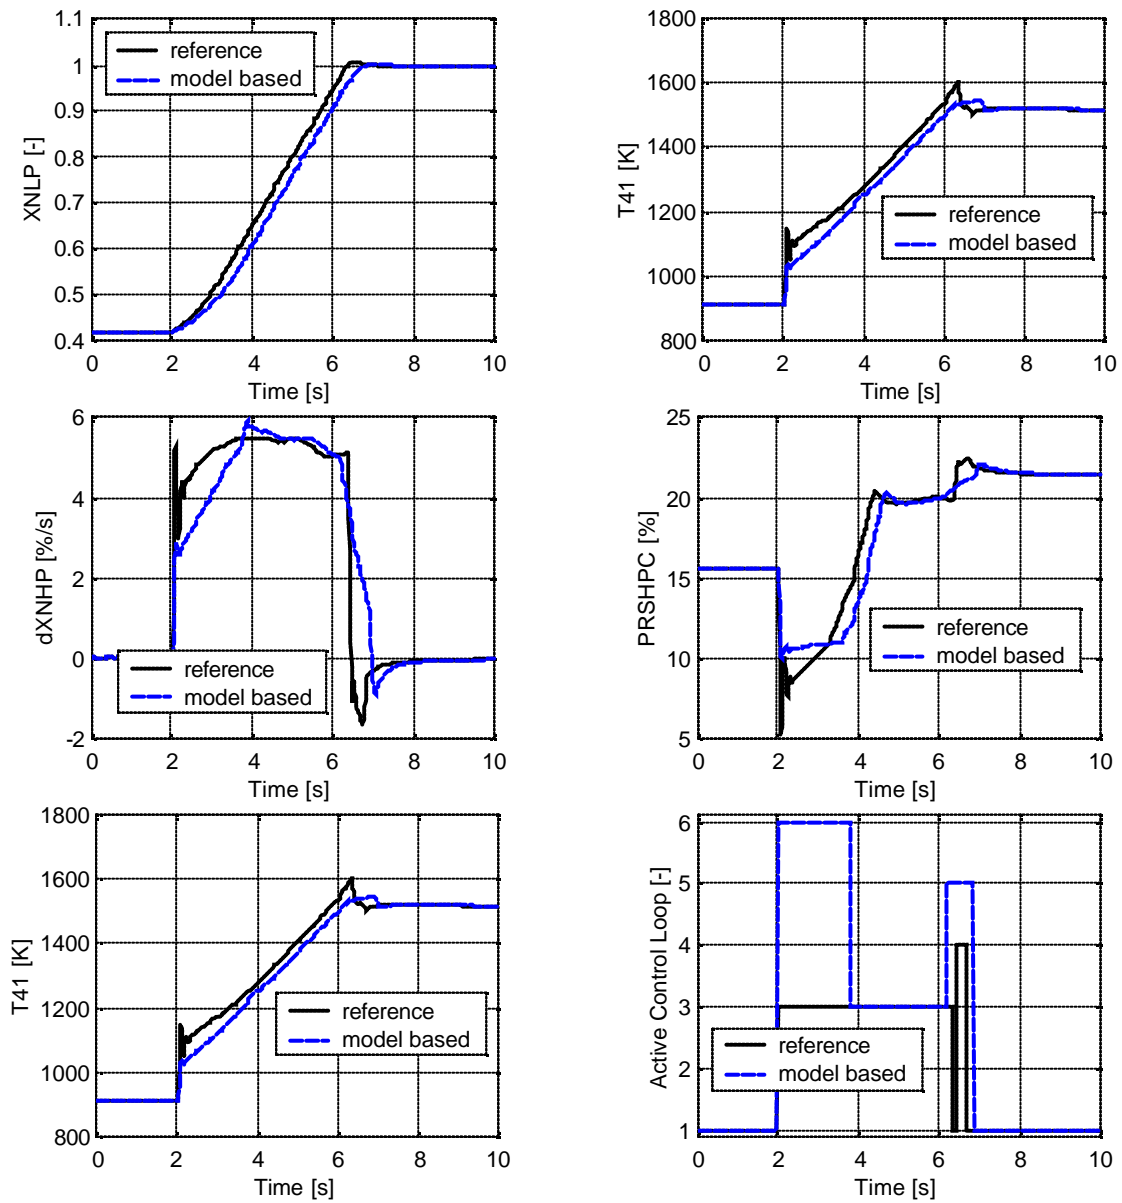 1.1
1
0.9
0.8
0.7
0.6
0.5
0.4
XNLP [-]
reference
model based
0 2 4 6 8 10
Time [s]
1800
1600
1400
1200
1000
800
T41 [K]
reference
model based
0 2 4 6 8 10
Time [s]
6
4
2
0
-2
dXNHP [%/s]
reference
model based
0 2 4 6 8 10
Time [s]
25
20
15
10
5
PRSHPC [%]
reference
model based
0 2 4 6 8 10
Time [s]
1800
1600
1400
1200
1000
800
T41 [K]
reference
model based
0 2 4 6 8 10
Time [s]
6
5
4
3
2
1
Active Control Loop [-]
reference
model based
0 2 4 6 8 10
Time [s]